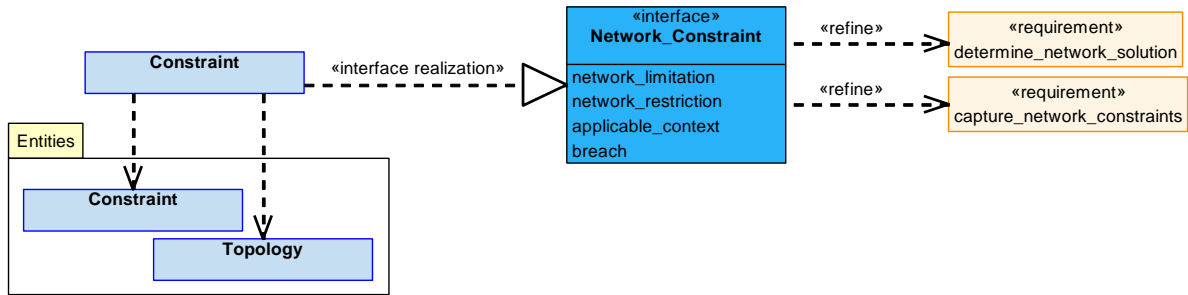 Constraint
«interface realization»
«interface»
Network_Constraint
network_limitation
network_restriction
applicable_context
breach
«refine»
«requirement»
determine_network_solution
«refine»
«requirement»
capture_network_constraints
Entities
Constraint
Topology